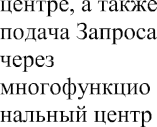 центре, а также
подача Запроса
через
многофункцио
нальный центр